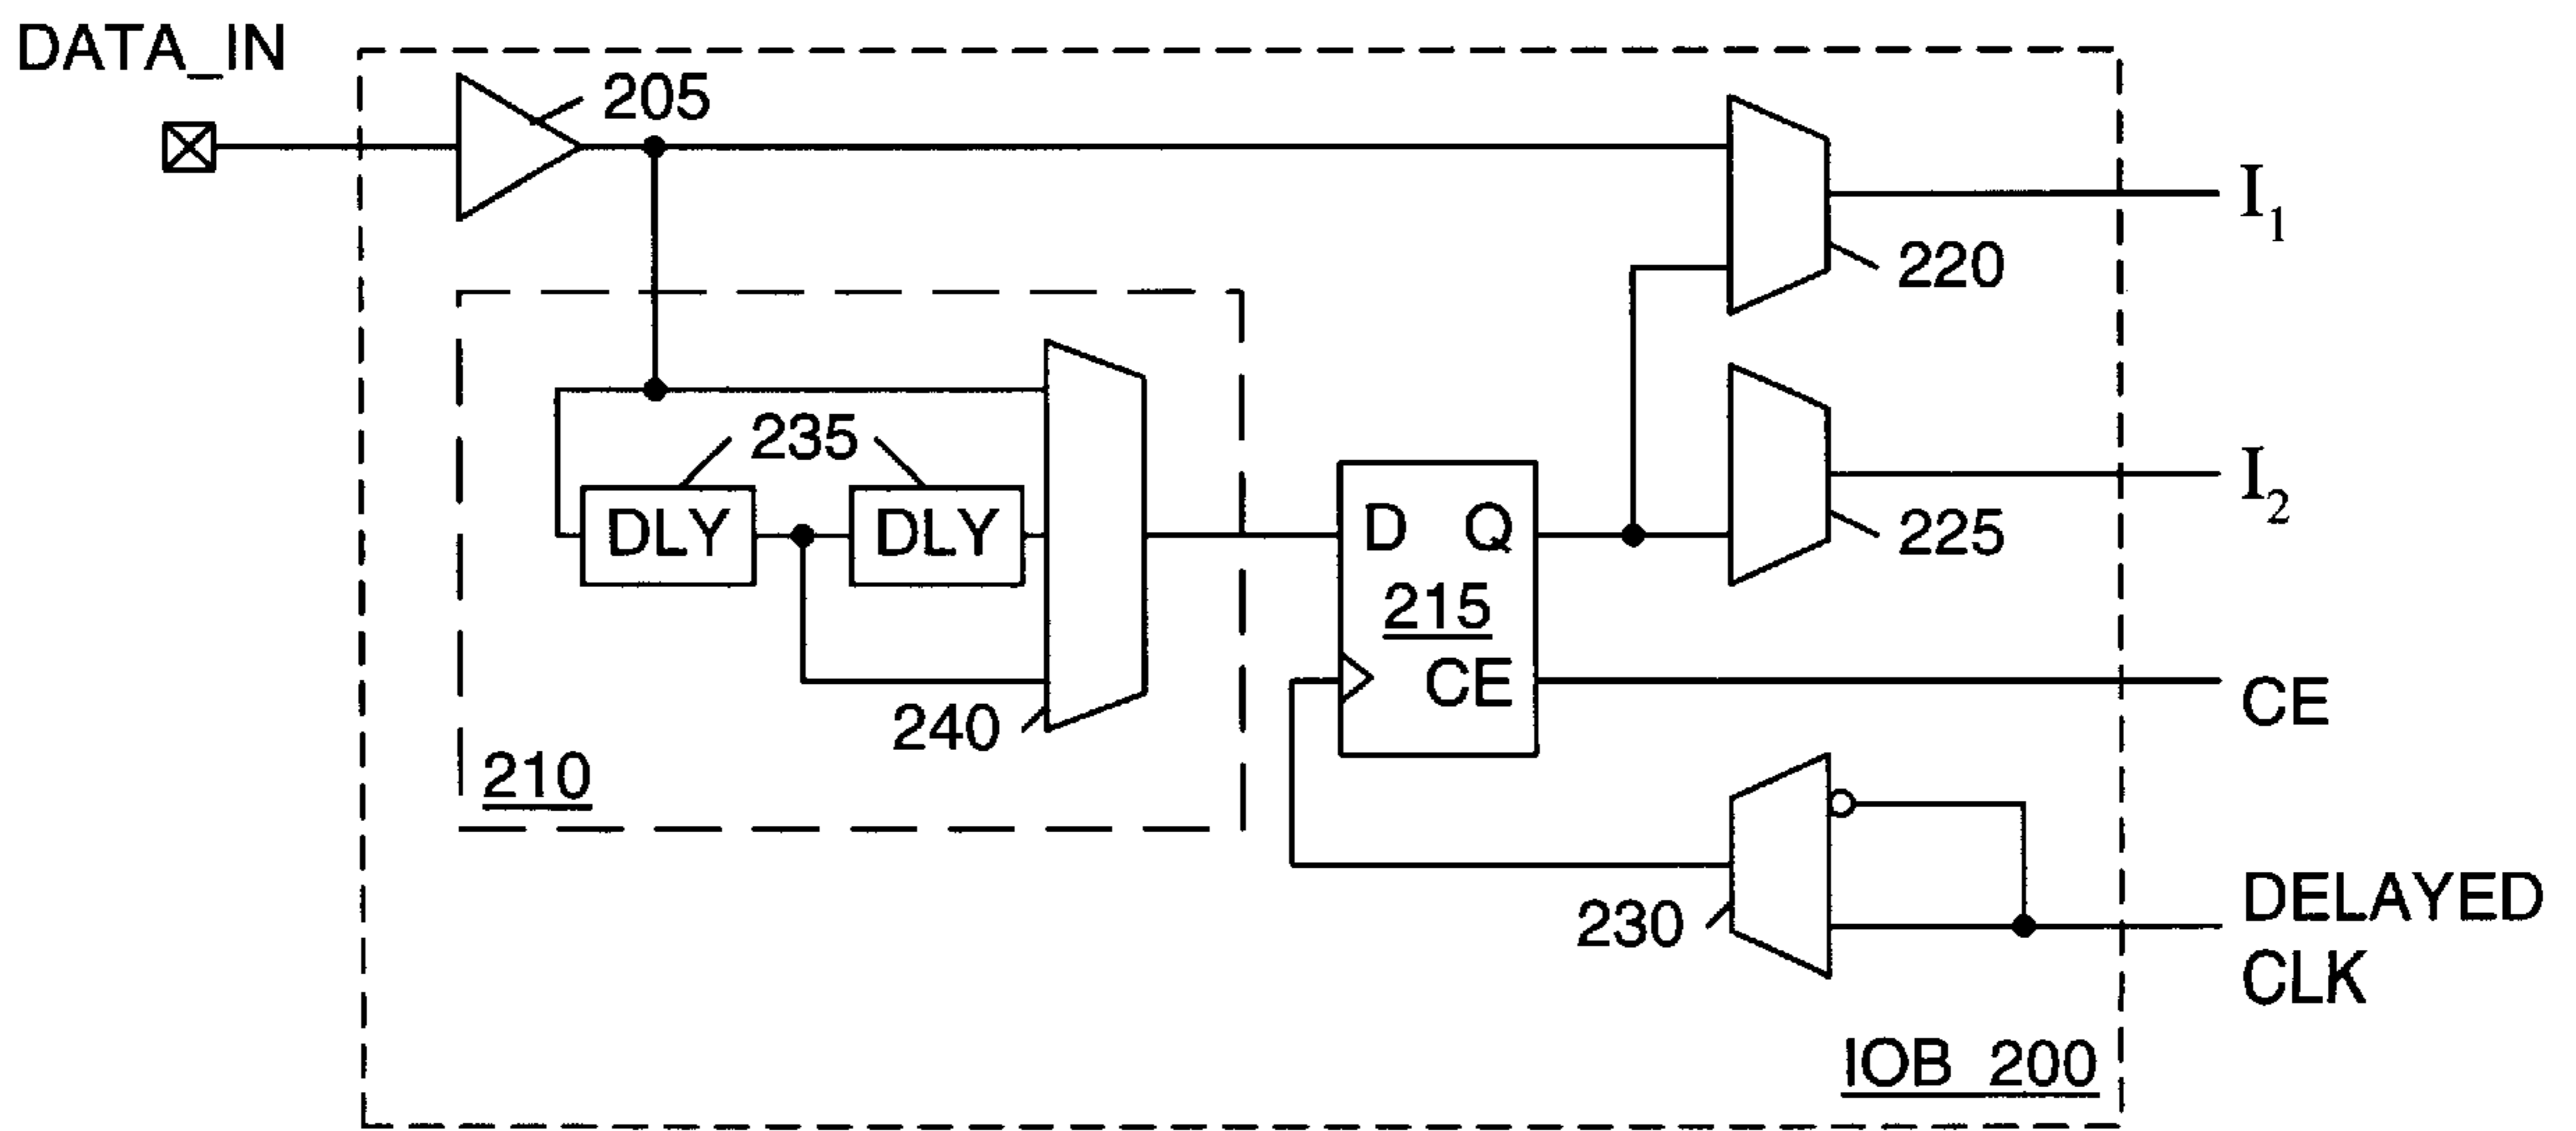 DATA_IN
205
I1
220
235
I2
DLY
DLY
D
Q
225
215
CE
CE
240
210
230
DELAYED
CLK
IOB 200